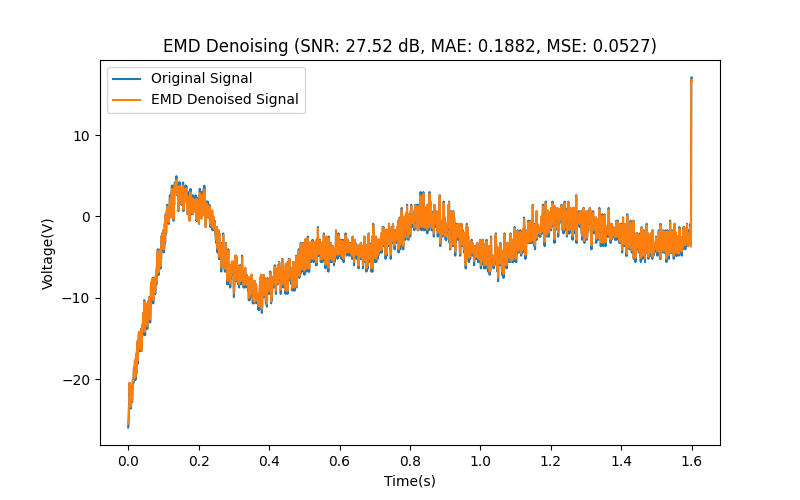 EMD Denoising (SNR: 27.52 dB, MAE: 0.1882, MSE: 0.0527)
Original Signal
EMD Denoised Signal
10
0
−10
−20
Voltage(V)
0.0 0.2 0.4 0.6 0.8 1.0 1.2 1.4 1.6
Time(s)